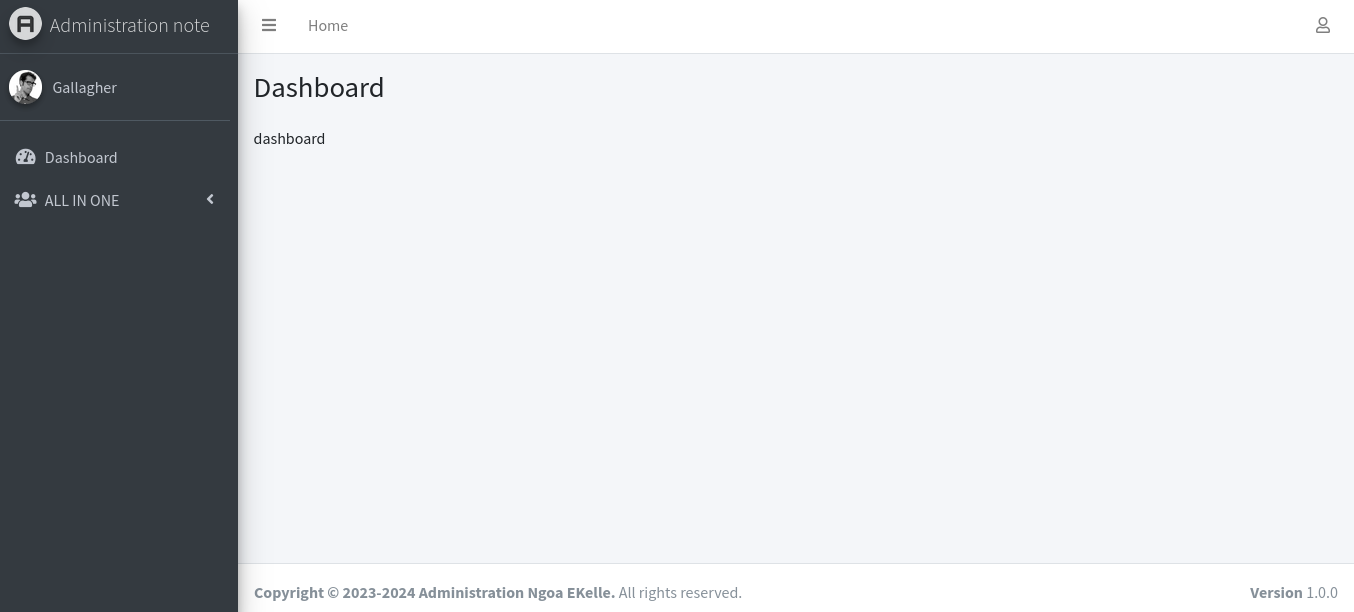 Administration note
Home
Gallagher
Dashboard
ALL IN ONE
Dashboard
dashboard
Copyright © 2023-2024 Administration Ngoa EKelle. All rights reserved.
Version 1.0.0